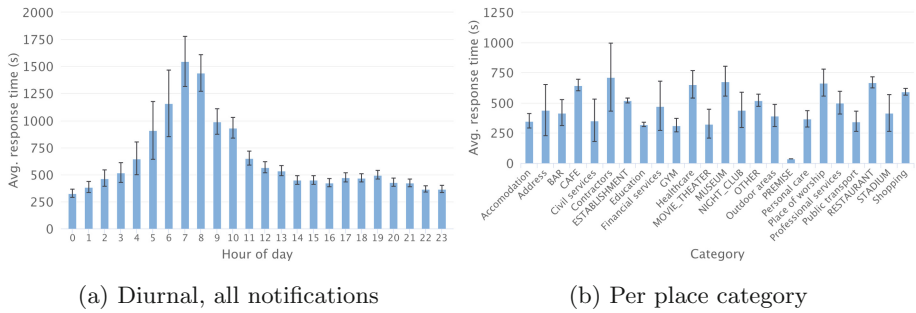 2000
1750
1500
1250
1000
750
500
250
0
Avg. response time (s)
0 1 2 3 4 5 6 7 8 9 10 11 12 13 14 15 16 17 18 19 20 21 22 23
Hour of day
(a) Diurnal, all notifications
1250
1000
750
500
250
0
Avg. response time (s)
Accomodation
Address
BAR
CAFE
Civil services
Contractors
ESTABLISHMENT
Education
Financial services
GYM
Healthcare
MOVIE_THEATER
MUSEUM
NIGHT_CLUB
OTHER
Outdoor areas
PREMISE
Personal care
Place of worship
Professional services
Public transport
RESTAURANT
STADIUM
Shopping
Category
(b) Per place category